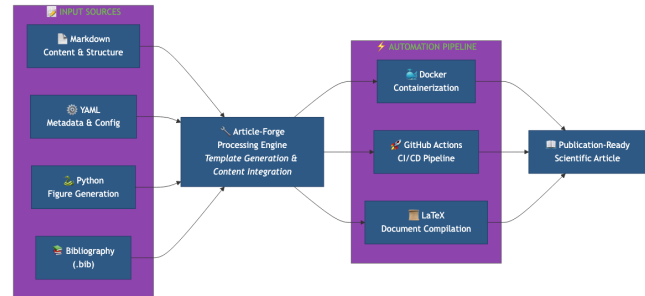 📝 INPUT SOURCES
📄 Markdown
Content & Structure
⚙️ YAML
Metadata & Config
🐍 Python
Figure Generation
📚 Bibliography
(.bib)
🔧 Article-Forge
Processing Engine
Template Generation &
Content Integration
⚡ AUTOMATION PIPELINE
🐳 Docker
Containerization
🚀 GitHub Actions
CI/CD Pipeline
📜 LaTeX
Document Compilation
📖 Publication-Ready
Scientific Article